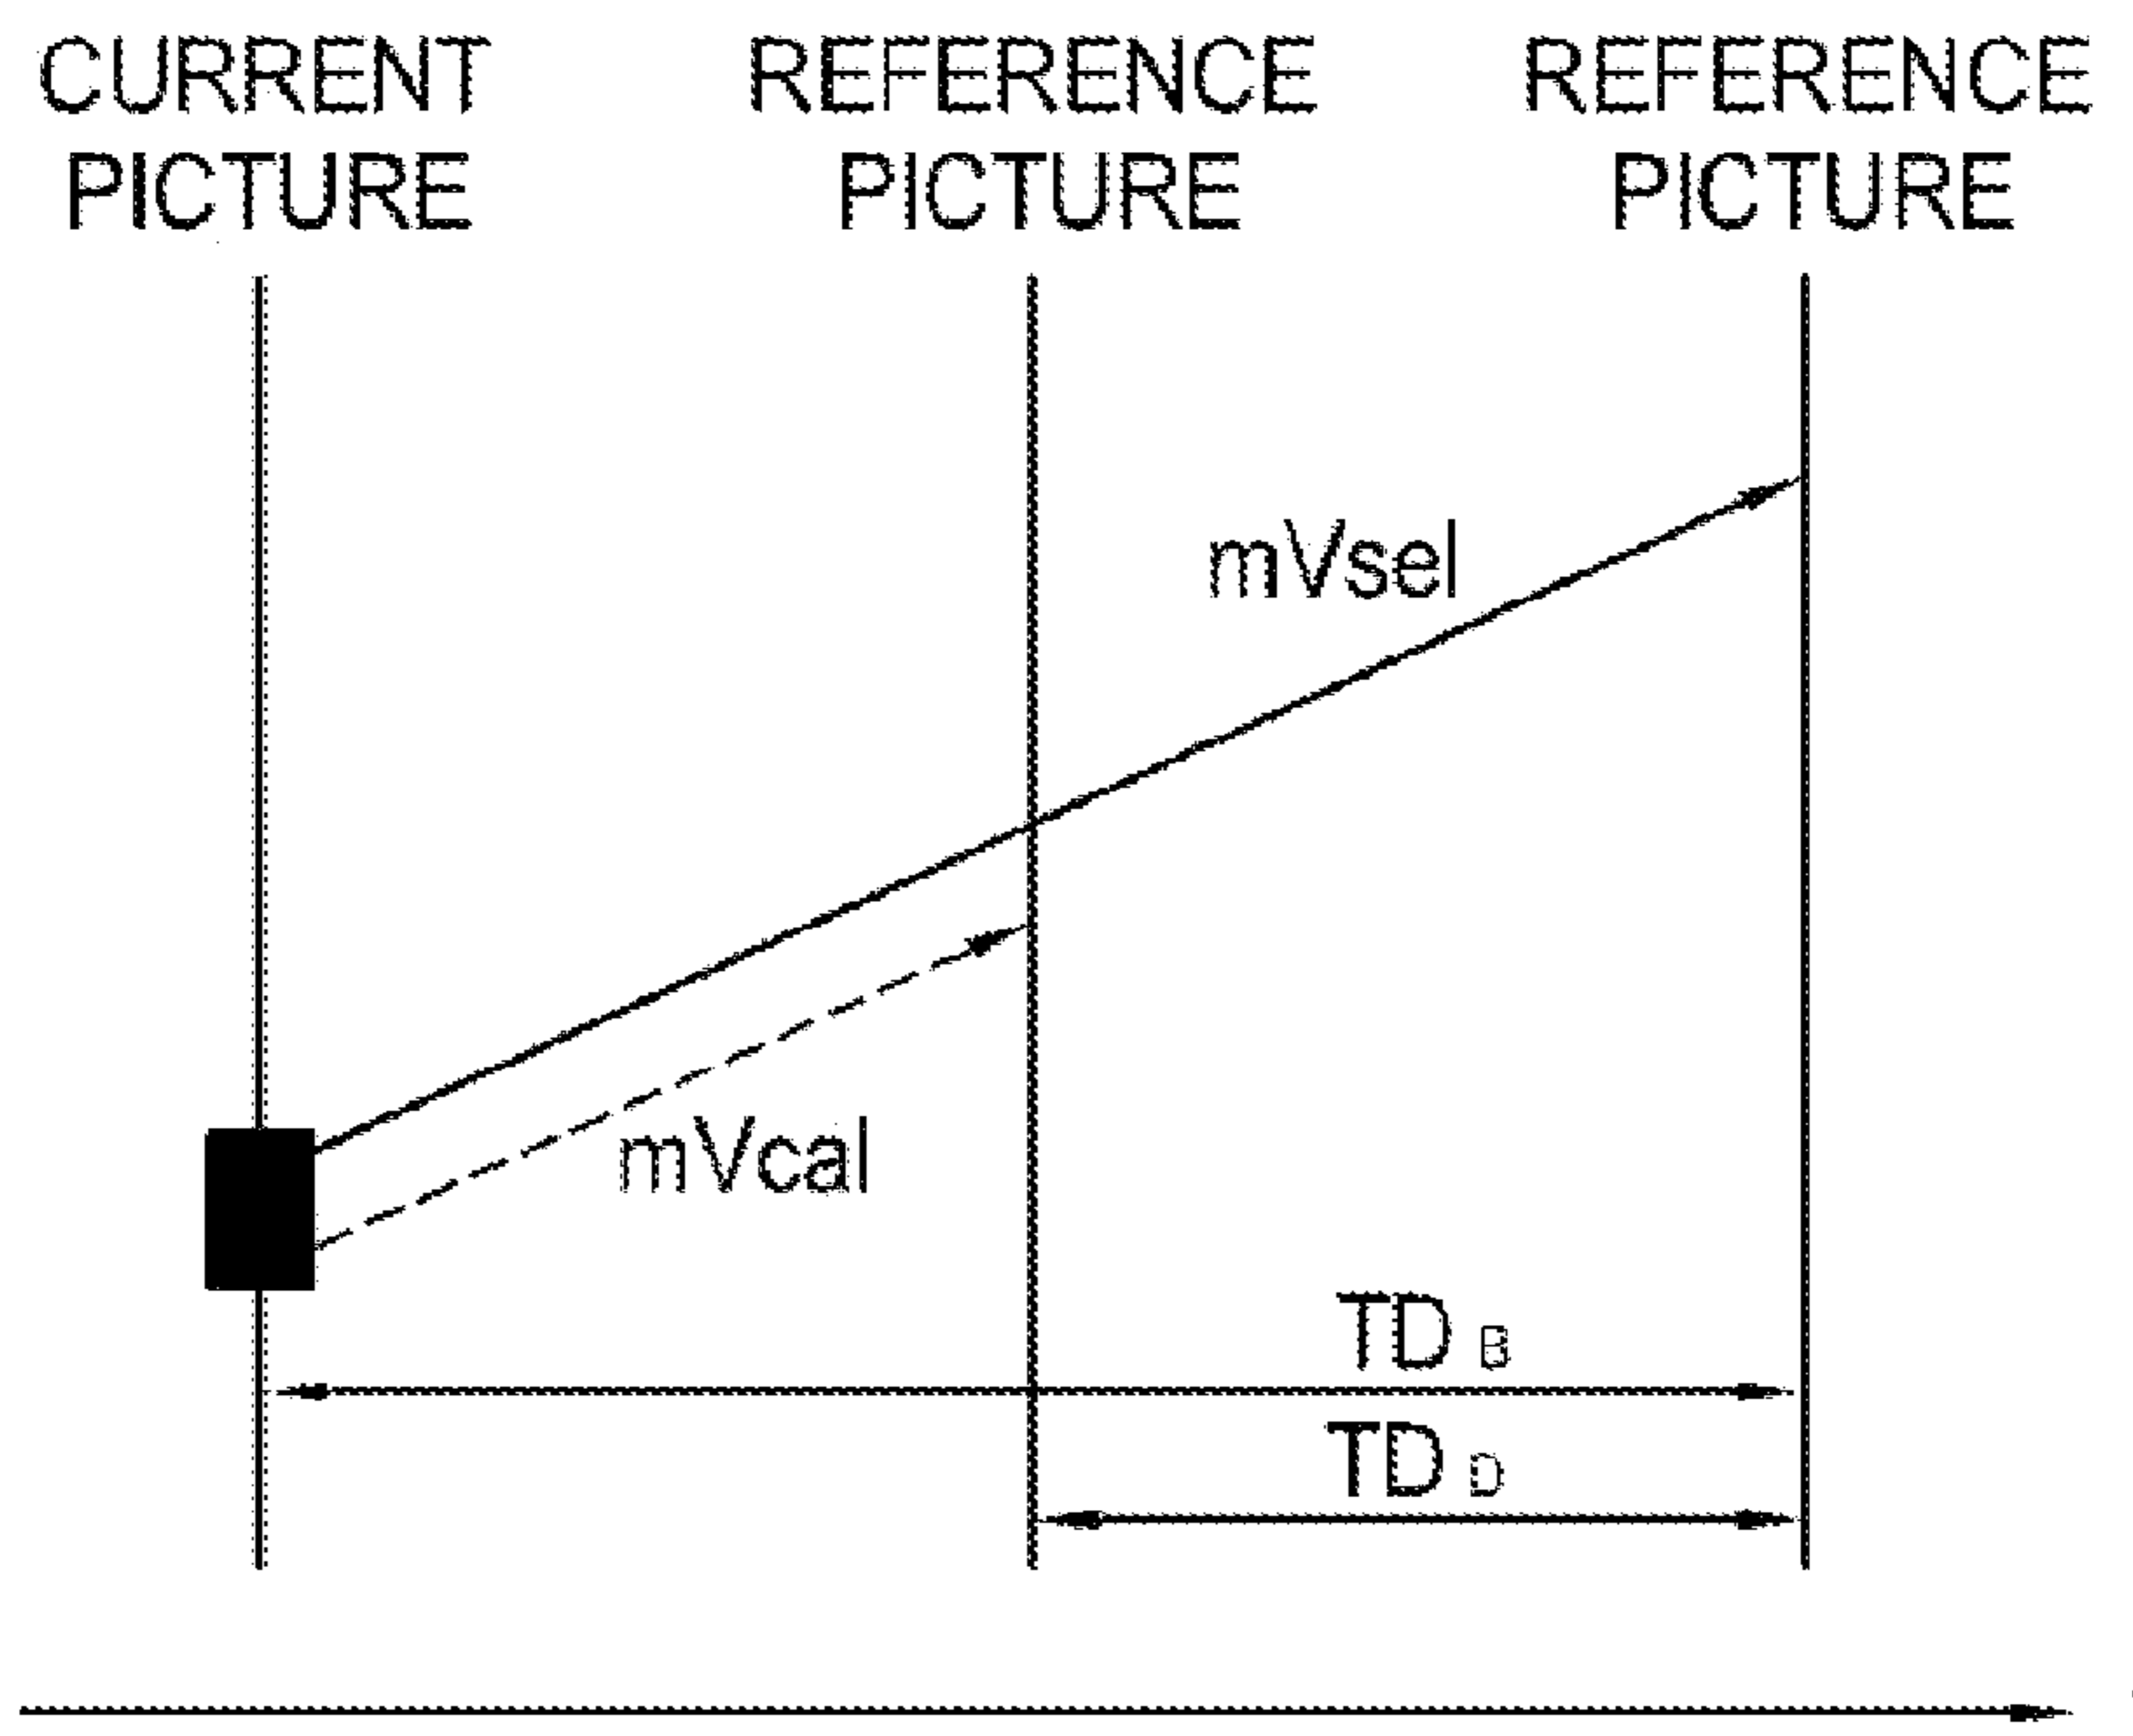 CURRENT REFERENCE REFERENCE
PICTURE PICTURE PICTURE
mVsel
mVcal
TD B
TD D